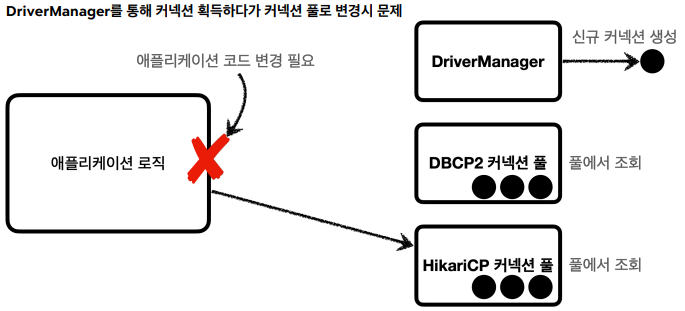 DriverManager를 통해 커넥션 획득하다가 커넥션 풀로 변경시 문제
애플리케이션 코드 변경 필요
애플리케이션 로직
DriverManager
신규 커넥션 생성
DBCP2 커넥션 풀
풀에서 조회
HikariCP 커넥션 풀
풀에서 조회